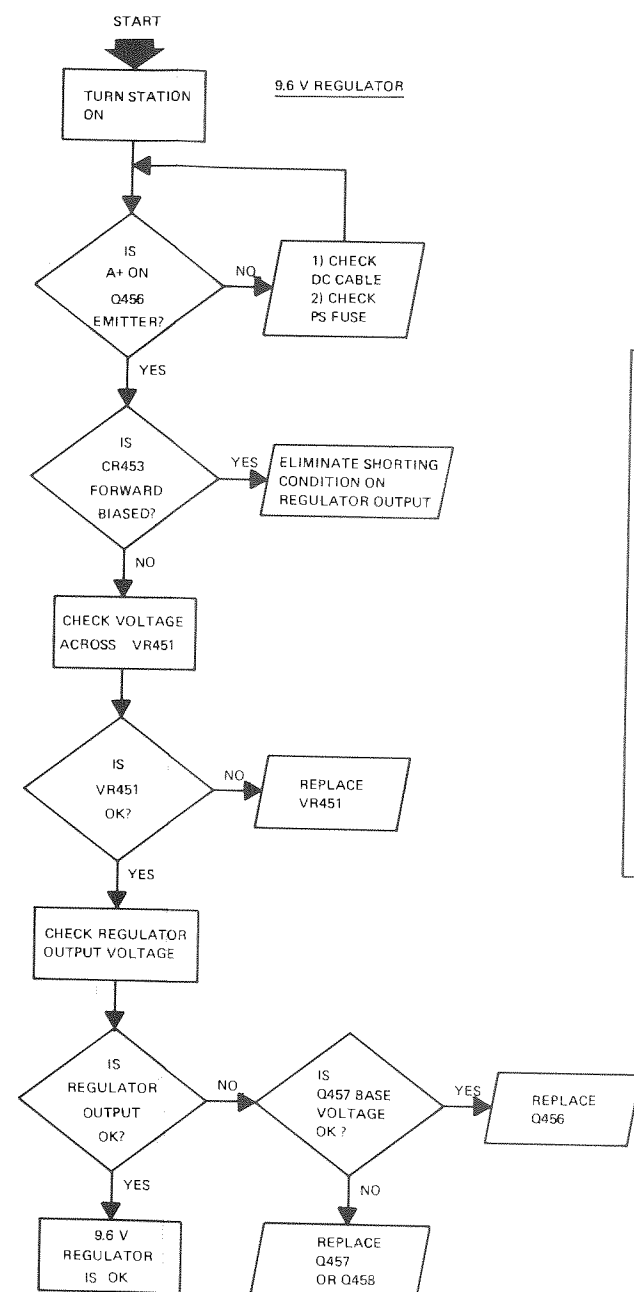 START
TURN STATION
ON
9.6 V REGULATOR
IS
A+ ON
Q456
EMITTER?
NO
1) CHECK
DC CABLE
2) CHECK
PS FUSE
YES
IS
CR453
FORWARD
BIASED?
YES
ELIMINATE SHORTING
CONDITION ON
REGULATOR OUTPUT
NO
CHECK VOLTAGE
ACROSS VR451
IS
VR451
OK?
NO
REPLACE
VR451
YES
CHECK REGULATOR
OUTPUT VOLTAGE
IS
REGULATOR
OUTPUT
OK?
NO
IS
Q457 BASE
VOLTAGE
OK?
YES
REPLACE
Q456
YES
9.6 V
REGULATOR
IS OK
NO
REPLACE
Q457
OR Q458